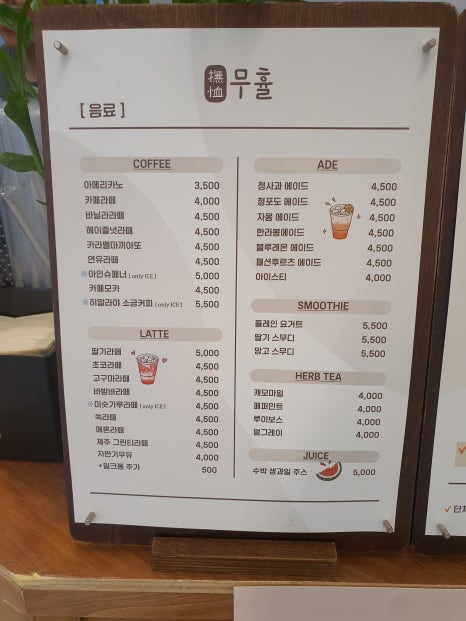 撫恤 무휼
[ 음료 ]
COFFEE
아메리카노 3,500
카페라떼 4,000
바닐라라떼 4,500
헤이즐넛라떼 4,500
카라멜마끼아또 4,500
연유라떼 4,500
아인슈페너 [only ICE] 5,000
카페모카 4,500
히말라야 소금커피 [only ICE] 5,500
LATTE
딸기라떼 5,000
초코라떼 4,500
고구마라떼 4,500
바밤바라떼 4,500
미숫가루라떼 [only ICE] 4,500
쑥라떼 4,500
메론라떼 4,500
제주 그린티라떼 4,500
자판기우유 4,000
+밀크폼 추가 500
ADE
청사과 에이드 4,500
청포도 에이드 4,500
자몽 에이드 4,500
한라봉에이드 4,500
블루레몬 에이드 4,500
패션후르츠 에이드 4,500
아이스티 4,000
SMOOTHIE
플레인 요거트 5,500
딸기 스무디 5,500
망고 스무디 5,500
HERB TEA
캐모마일 4,000
페퍼민트 4,000
루이보스 4,000
얼그레이 4,000
JUICE
수박 생과일 주스 5,000
단체